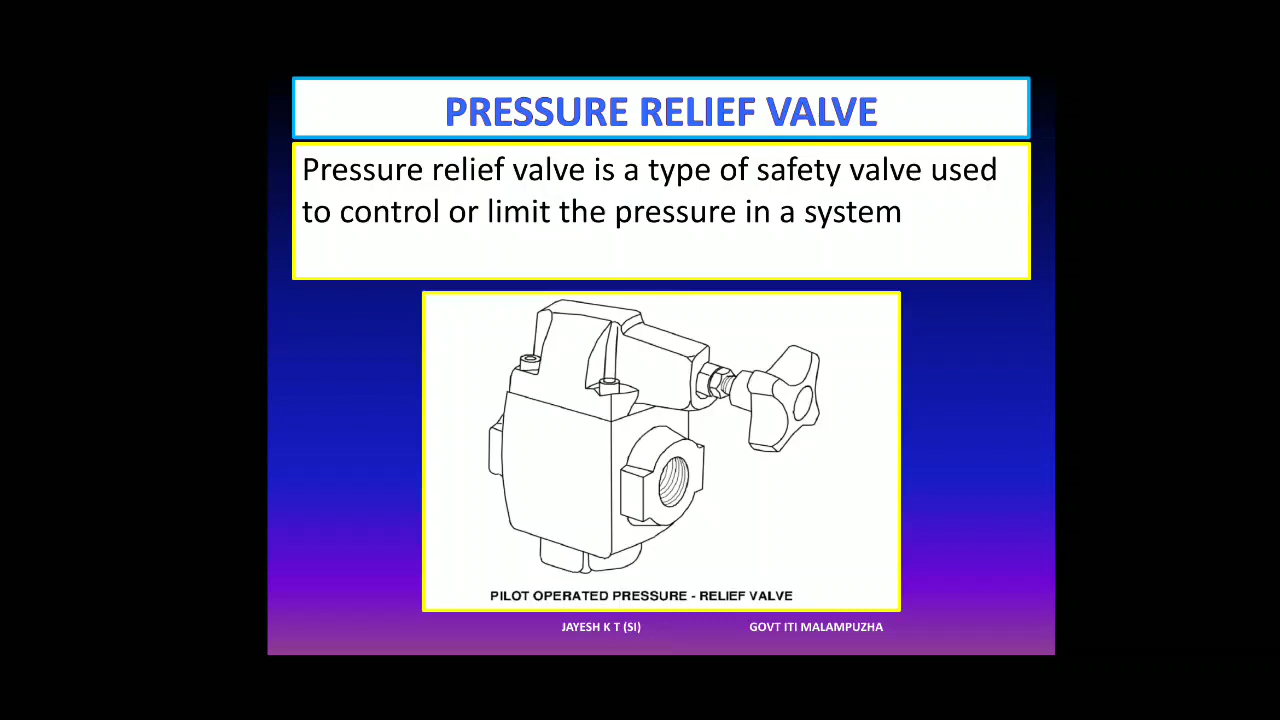 PRESSURE RELIEF VALVE
Pressure relief valve is a type of safety valve used
to control or limit the pressure in a system
PILOT OPERATED PRESSURE - RELIEF VALVE
JAYESH K T (SI) GOVT ITI MALAMPUZHA